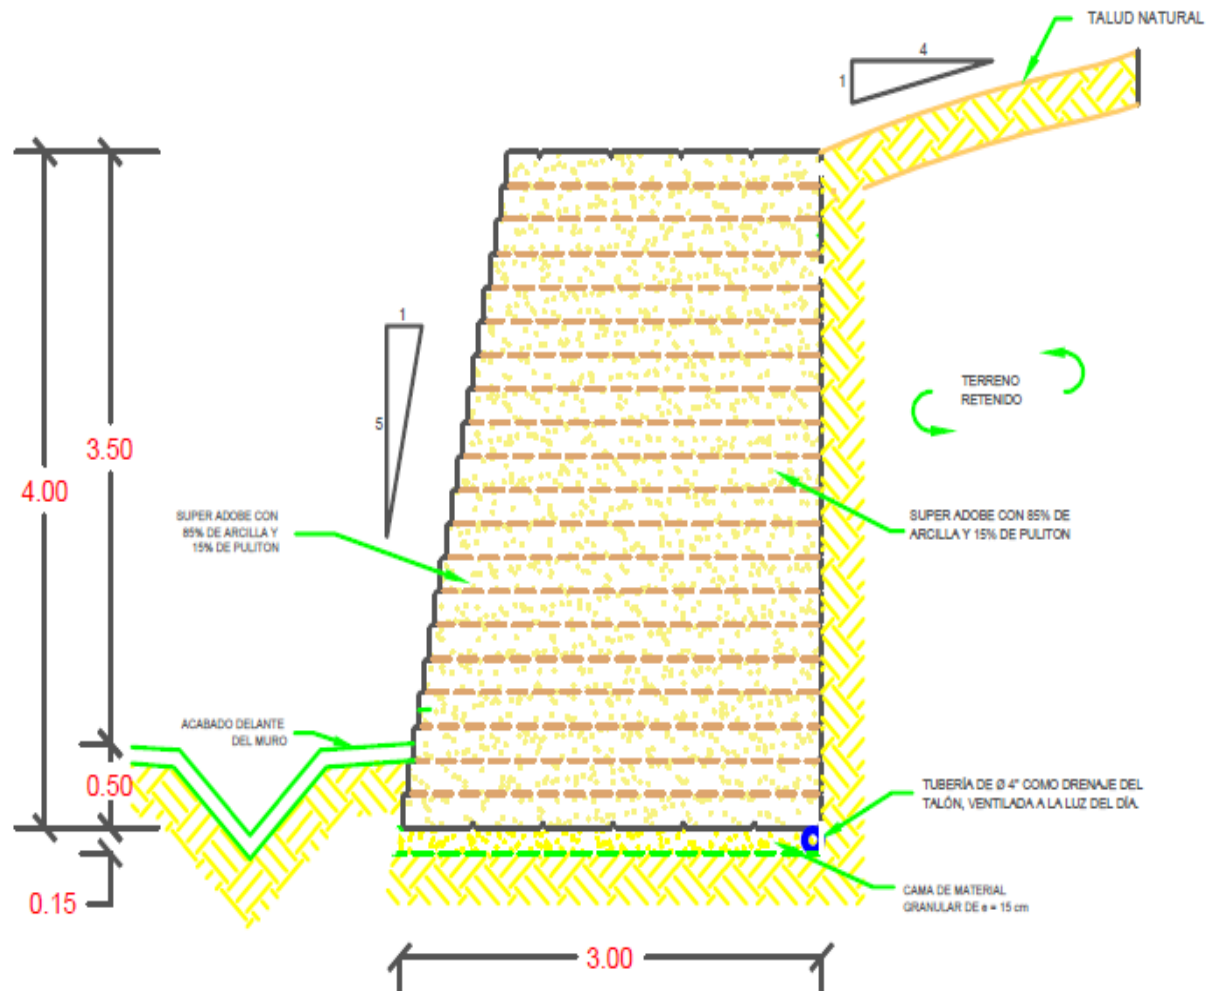 TALUD NATURAL
4
1
1
5
3.50
4.00
TERRENO
RETENIDO
SUPER ADOBE CON
85% DE ARCILLA Y
15% DE PULITON
SUPER ADOBE CON 85% DE
ARCILLA Y 15% DE PULITON
ACABADO DELANTE
DEL MURO
0.50
TUBERÍA DE Ø 4" COMO DRENAJE DEL
TALÓN, VENTILADA A LA LUZ DEL DÍA.
0.15
CAMA DE MATERIAL
GRANULAR DE e = 15 cm
3.00